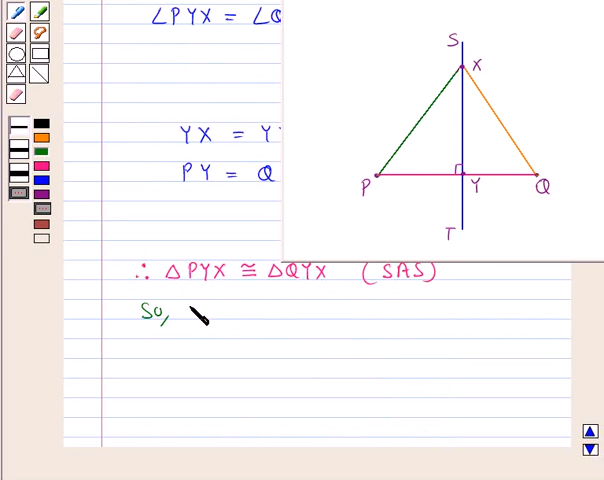 ∠PYX = ∠Q
YX = Y
PY = Q
∴ △PYX ≅ △QYX (SAS)
So,
S
X
P
Y
Q
T